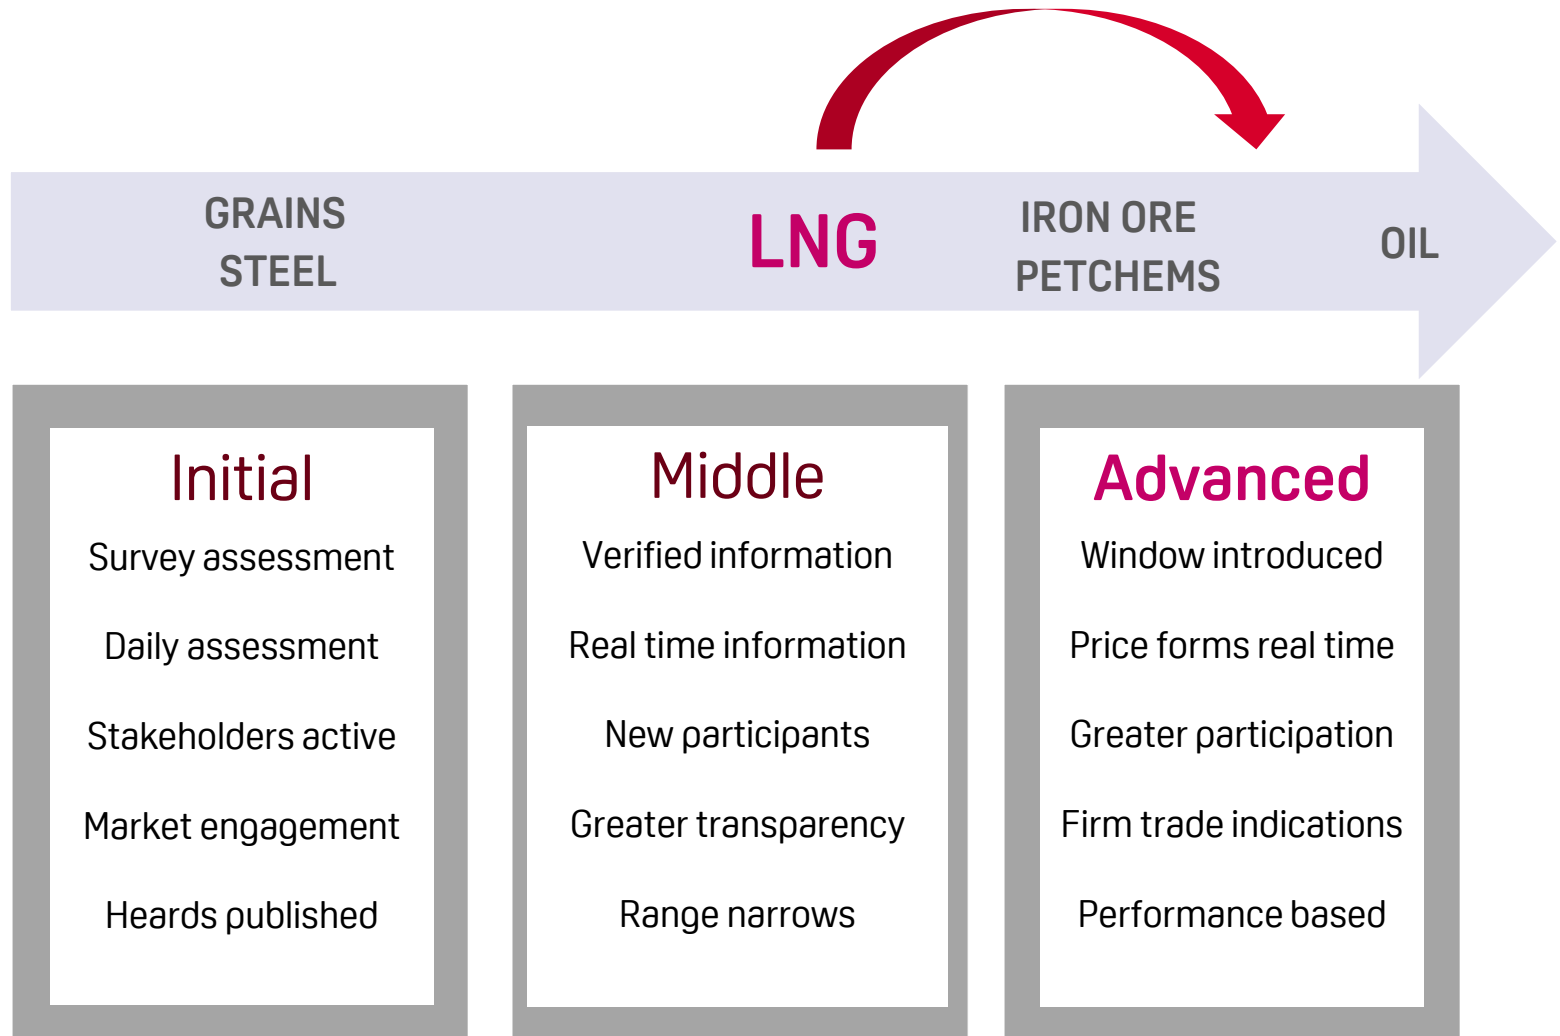 GRAINS
STEEL
LNG
IRON ORE
PETCHEMS
OIL
Initial
Survey assessment
Daily assessment
Stakeholders active
Market engagement
Heards published
Middle
Verified information
Real time information
New participants
Greater transparency
Range narrows
Advanced
Window introduced
Price forms real time
Greater participation
Firm trade indications
Performance based